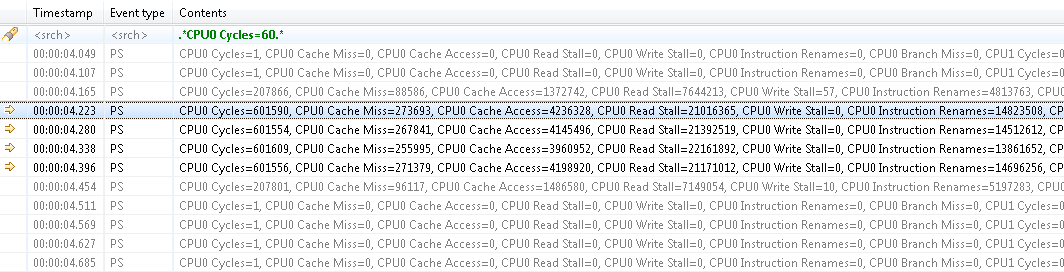 Timestamp Event type Contents
<srch> <srch> .*CPU0 Cycles=60.*
00:00:04.049 PS CPU0 Cycles=1, CPU0 Cache Miss=0, CPU0 Cache Access=0, CPU0 Read Stall=0, CPU0 Write Stall=0, CPU0 Instruction Renames=0, CPU0 Branch Miss=0, CPU1 Cycles=0
00:00:04.107 PS CPU0 Cycles=1, CPU0 Cache Miss=0, CPU0 Cache Access=0, CPU0 Read Stall=0, CPU0 Write Stall=0, CPU0 Instruction Renames=0, CPU0 Branch Miss=0, CPU1 Cycles=0
00:00:04.165 PS CPU0 Cycles=207866, CPU0 Cache Miss=88586, CPU0 Cache Access=1372742, CPU0 Read Stall=7644213, CPU0 Write Stall=57, CPU0 Instruction Renames=4813763,
00:00:04.223 PS CPU0 Cycles=601590, CPU0 Cache Miss=273693, CPU0 Cache Access=4236328, CPU0 Read Stall=21016365, CPU0 Write Stall=0, CPU0 Instruction Renames=14823508, CP
00:00:04.280 PS CPU0 Cycles=601554, CPU0 Cache Miss=267841, CPU0 Cache Access=4145496, CPU0 Read Stall=21392519, CPU0 Write Stall=0, CPU0 Instruction Renames=14512612, CP
00:00:04.338 PS CPU0 Cycles=601609, CPU0 Cache Miss=255995, CPU0 Cache Access=3960952, CPU0 Read Stall=22161892, CPU0 Write Stall=0, CPU0 Instruction Renames=13861652, CP
00:00:04.396 PS CPU0 Cycles=601556, CPU0 Cache Miss=271379, CPU0 Cache Access=4198920, CPU0 Read Stall=21171012, CPU0 Write Stall=0, CPU0 Instruction Renames=14696256, CP
00:00:04.454 PS CPU0 Cycles=207801, CPU0 Cache Miss=96117, CPU0 Cache Access=1486580, CPU0 Read Stall=7149054, CPU0 Write Stall=10, CPU0 Instruction Renames=5197283, CPU
00:00:04.511 PS CPU0 Cycles=1, CPU0 Cache Miss=0, CPU0 Cache Access=0, CPU0 Read Stall=0, CPU0 Write Stall=0, CPU0 Instruction Renames=0, CPU0 Branch Miss=0, CPU1 Cycles=0
00:00:04.569 PS CPU0 Cycles=1, CPU0 Cache Miss=0, CPU0 Cache Access=0, CPU0 Read Stall=0, CPU0 Write Stall=0, CPU0 Instruction Renames=0, CPU0 Branch Miss=0, CPU1 Cycles=0
00:00:04.627 PS CPU0 Cycles=1, CPU0 Cache Miss=0, CPU0 Cache Access=0, CPU0 Read Stall=0, CPU0 Write Stall=0, CPU0 Instruction Renames=0, CPU0 Branch Miss=0, CPU1 Cycles=0
00:00:04.685 PS CPU0 Cycles=1, CPU0 Cache Miss=0, CPU0 Cache Access=0, CPU0 Read Stall=0, CPU0 Write Stall=0, CPU0 Instruction Renames=0, CPU0 Branch Miss=0, CPU1 Cycles=0